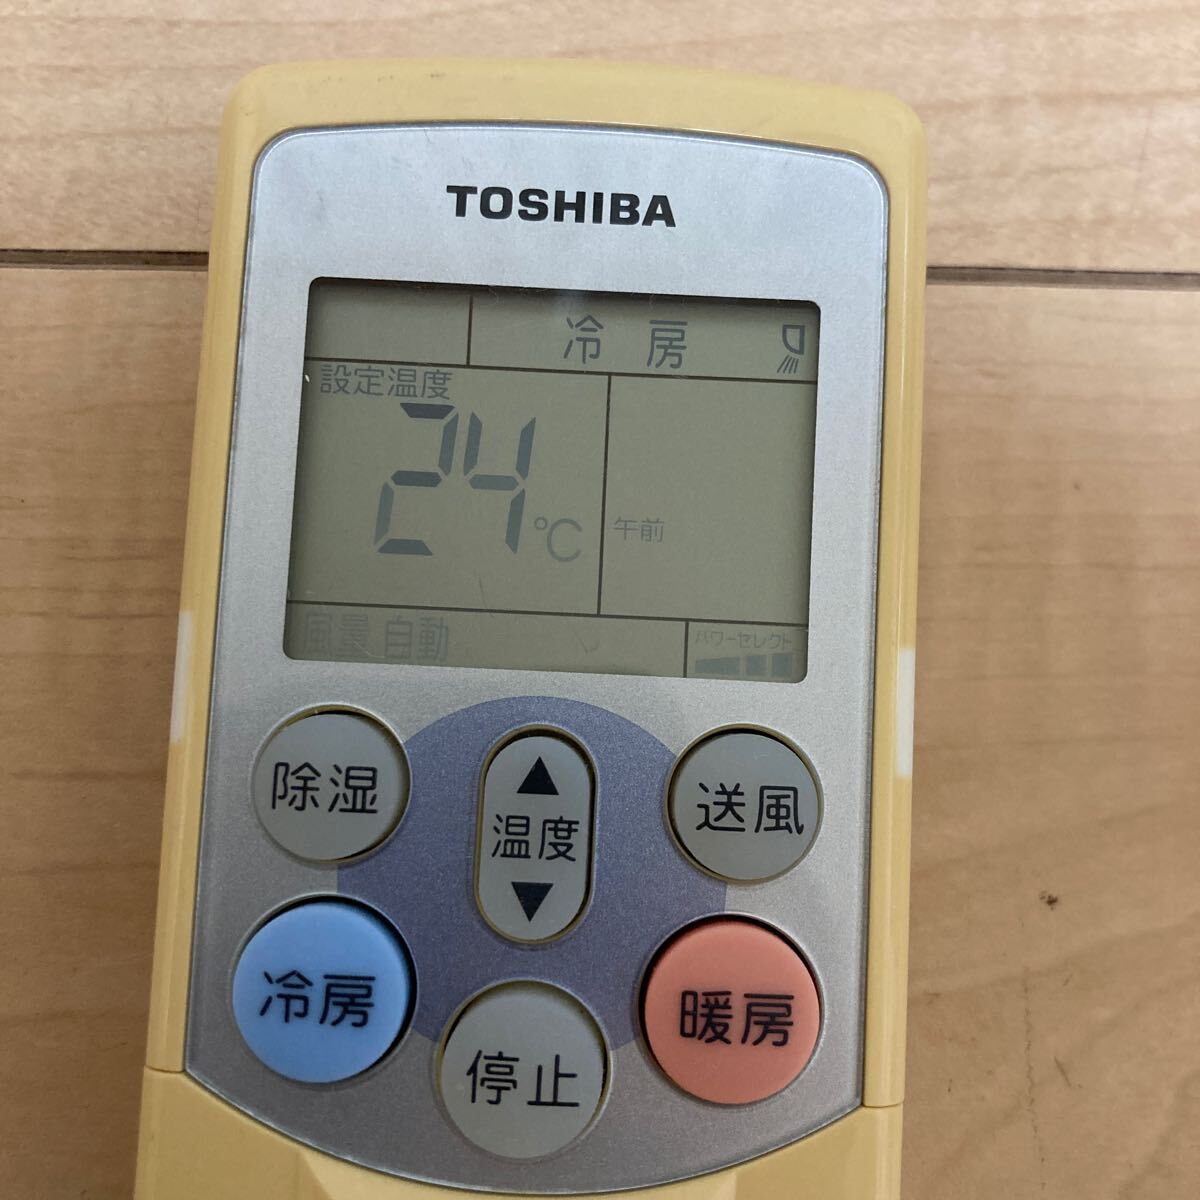 TOSHIBA
冷房
設定温度
24℃
午前
風量 自動
パワーセレクト
除湿
温度
送風
冷房
停止
暖房